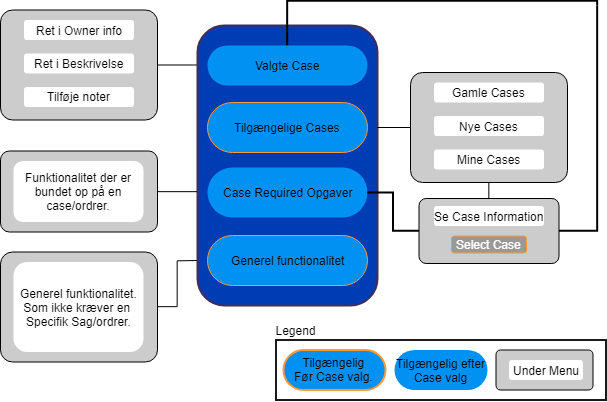 Ret i Owner info
Ret i Beskrivelse
Tilføje noter
Valgte Case
Tilgængelige Cases
Case Required Opgaver
Generel functionalitet
Gamle Cases
Nye Cases
Mine Cases
Se Case Information
Select Case
Funktionalitet der er
bundet op på en
case/ordrer.
Generel funktionalitet.
Som ikke kræver en
Specifik Sag/ordrer.
Legend
Tilgængelig
Før Case valg.
Tilgængelig efter
Case valg
Under Menu